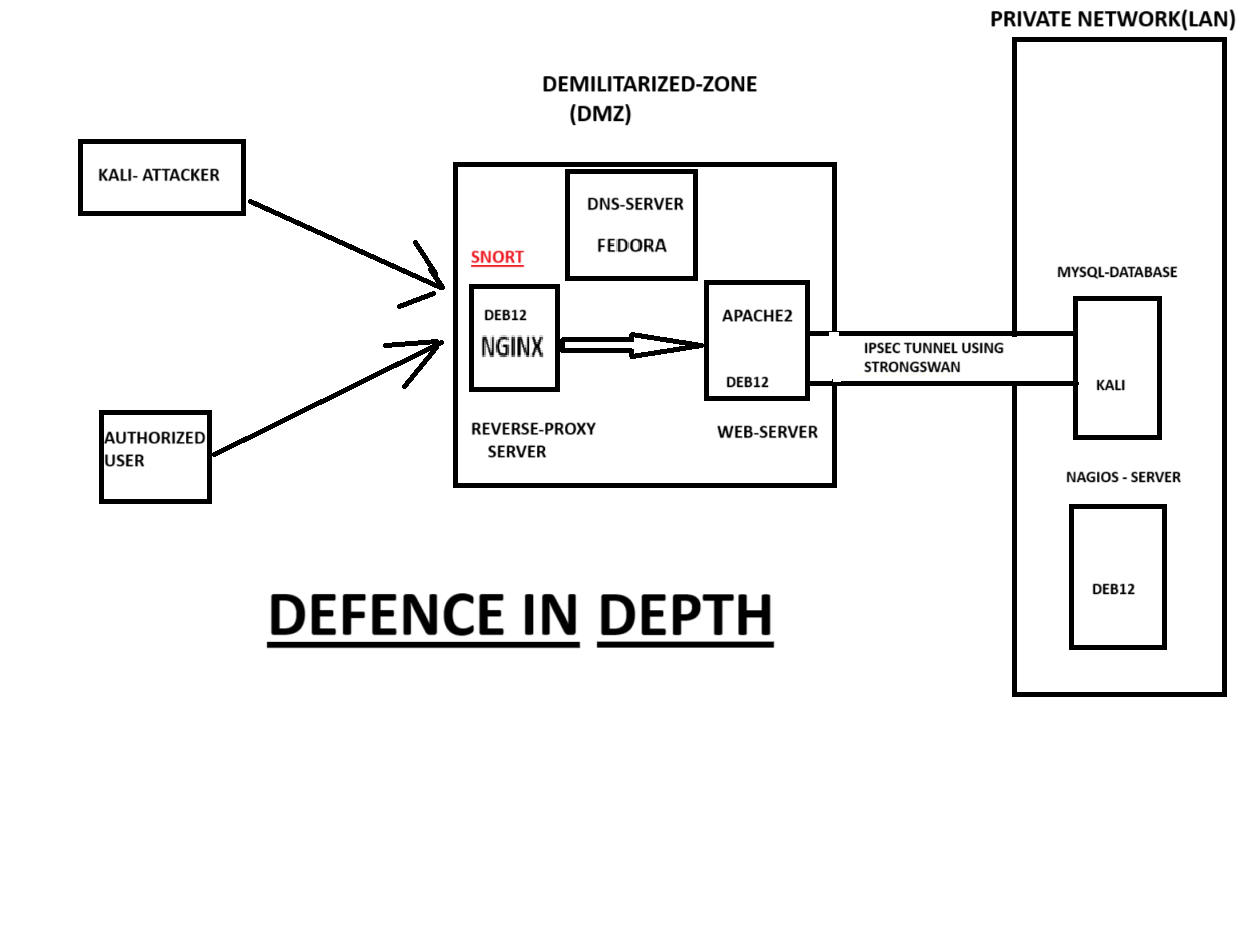 PRIVATE NETWORK(LAN)
DEMILITARIZED-ZONE
(DMZ)
KALI- ATTACKER
DNS-SERVER
FEDORA
SNORT
DEB12
NGINX
REVERSE-PROXY
SERVER
APACHE2
DEB12
WEB-SERVER
IPSEC TUNNEL USING
STRONGSWAN
MYSQL-DATABASE
KALI
NAGIOS - SERVER
DEB12
AUTHORIZED
USER
DEFENCE IN DEPTH